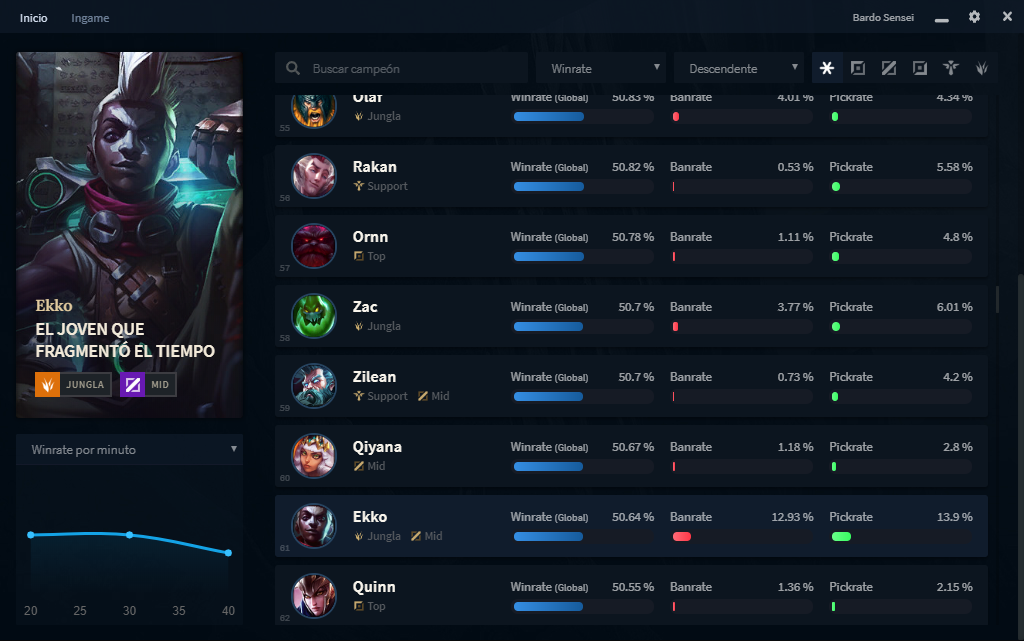 Inicio Ingame Bardo Sensei
Buscar campeón Winrate Descendente
Olaf Winrate (Global) 50.83 % Banrate 4.01 % Pickrate 4.34 %
Jungla
55
Rakan Winrate (Global) 50.82 % Banrate 0.53 % Pickrate 5.58 %
Support
56
Ornn Winrate (Global) 50.78 % Banrate 1.11 % Pickrate 4.8 %
Top
57
Zac Winrate (Global) 50.7 % Banrate 3.77 % Pickrate 6.01 %
Jungla
58
Zilean Winrate (Global) 50.7 % Banrate 0.73 % Pickrate 4.2 %
Support Mid
59
Qiyana Winrate (Global) 50.67 % Banrate 1.18 % Pickrate 2.8 %
Mid
60
Ekko Winrate (Global) 50.64 % Banrate 12.93 % Pickrate 13.9 %
Jungla Mid
61
Quinn Winrate (Global) 50.55 % Banrate 1.36 % Pickrate 2.15 %
Top
62
Ekko
EL JOVEN QUE
FRAGMENTÓ EL TIEMPO
JUNGLA MID
Winrate por minuto
20 25 30 35 40